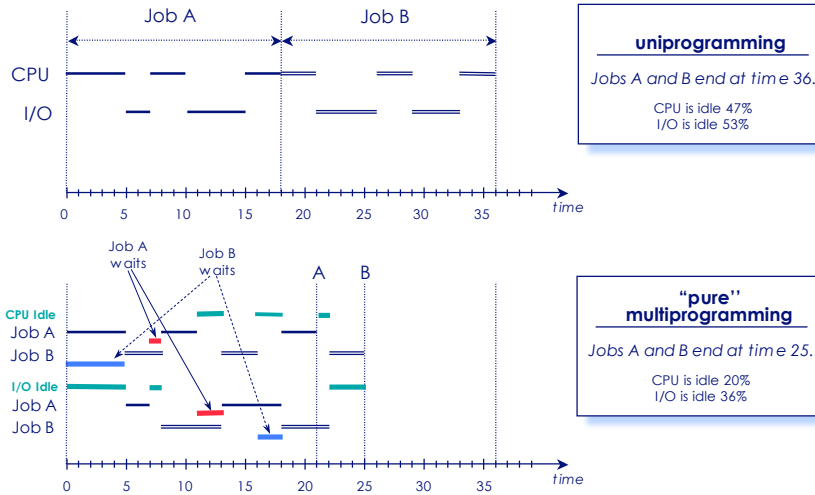 Job A
Job B
uniprogramming
Jobs A and B end at time 36.
CPU is idle 47%
I/O is idle 53%
CPU
I/O
0 5 10 15 20 25 30 35
time
Job A
waits
Job B
waits
A
B
CPU Idle
Job A
Job B
I/O Idle
Job A
Job B
“pure’’
multiprogramming
Jobs A and B end at time 25.
CPU is idle 20%
I/O is idle 36%
0 5 10 15 20 25 30 35
time